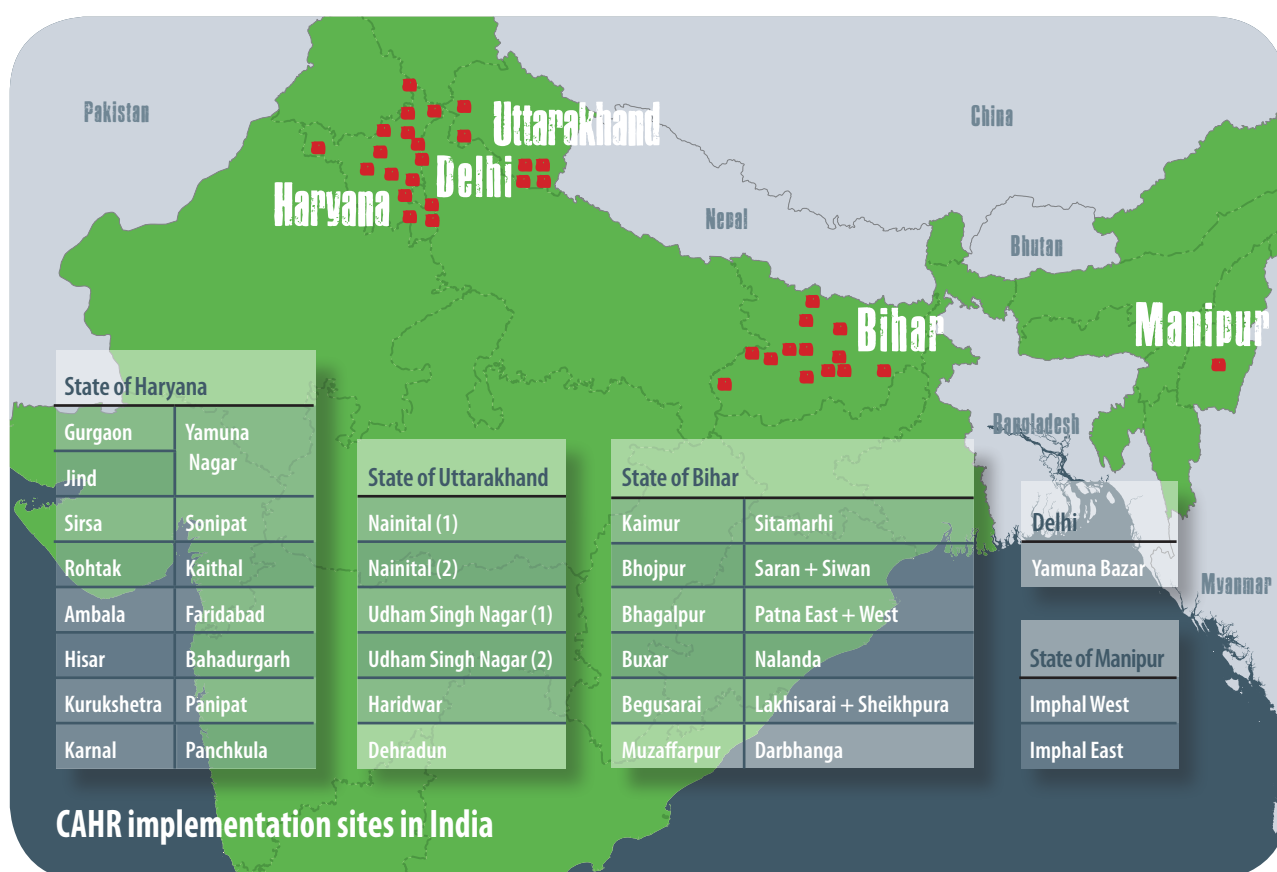 Pakistan
China
Uttarakhand
Delhi
Haryana
Nepal
Bhutan
Bihar
Manipur
Bangladesh
Myanmar
State of Haryana
Gurgaon
Yamuna
Nagar
Jind
Sirsa
Sonipat
Rohtak
Kaithal
Ambala
Faridabad
Hisar
Bahadurgarh
Kurukshetra
Panipat
Karnal
Panchkula
State of Uttarakhand
Nainital (1)
Nainital (2)
Udham Singh Nagar (1)
Udham Singh Nagar (2)
Haridwar
Dehradun
State of Bihar
Kaimur
Sitamarhi
Bhojpur
Saran + Siwan
Bhagalpur
Patna East + West
Buxar
Nalanda
Begusarai
Lakhisarai + Sheikhpura
Muzaffarpur
Darbhanga
Delhi
Yamuna Bazar
State of Manipur
Imphal West
Imphal East
CAHR implementation sites in India